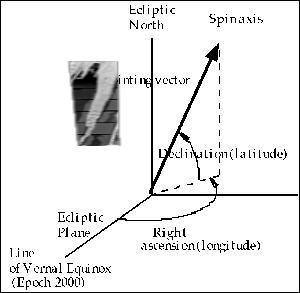 Ecliptic
North
Spin axis
inting vector
Declination (latitude)
Ecliptic
Plane
Right
ascension (longitude)
Line
of Vernal Equinox
(Epoch 2000)